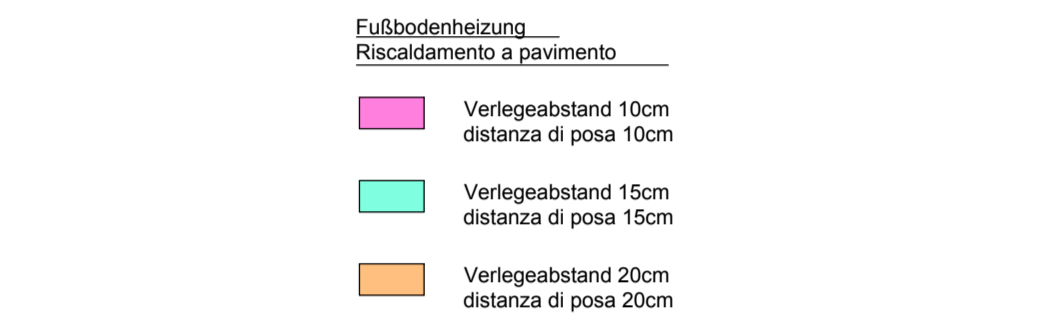 Fußbodenheizung
Riscaldamento a pavimento
Verlegeabstand 10cm
distanza di posa 10cm
Verlegeabstand 15cm
distanza di posa 15cm
Verlegeabstand 20cm
distanza di posa 20cm